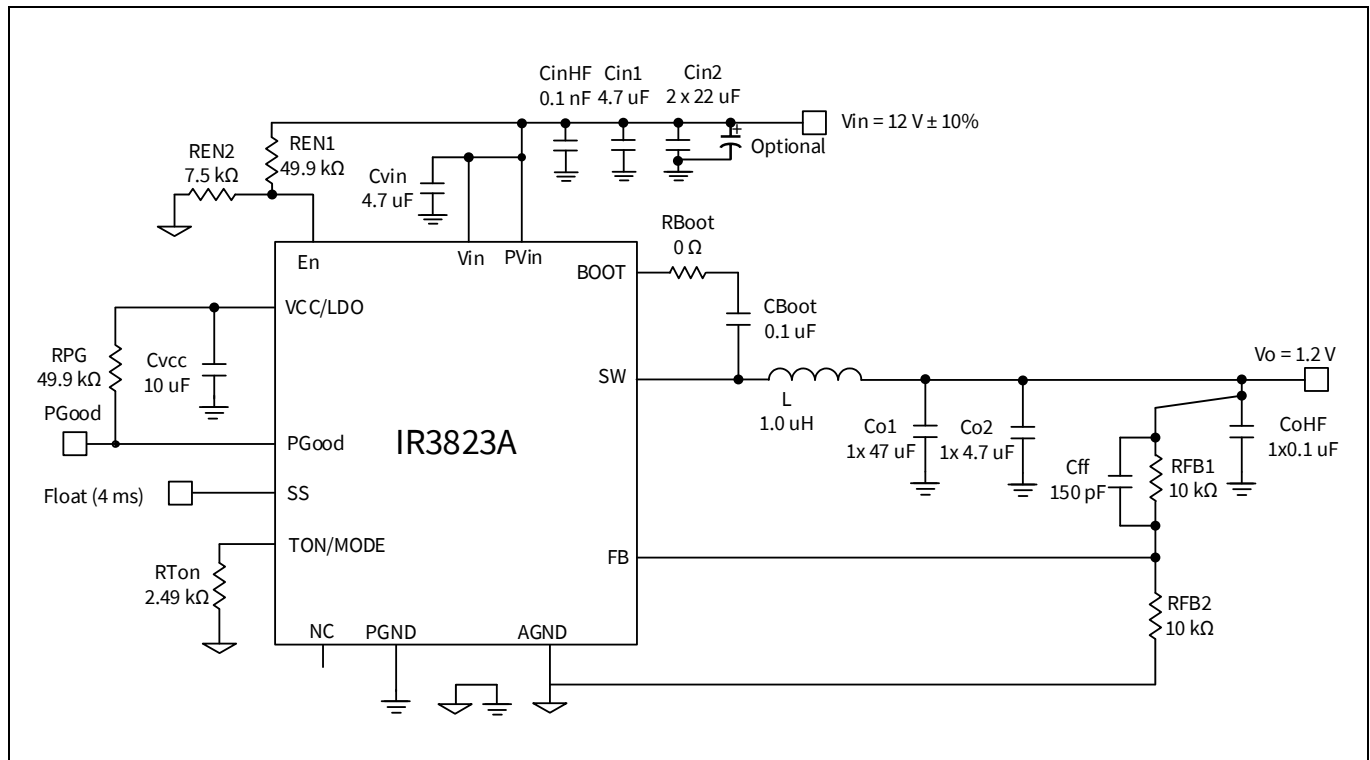 CinHF
0.1 nF
Cin1
4.7 uF
Cin2
2 x 22 uF
Vin = 12 V ± 10%
+
Optional
REN2
7.5 kΩ
REN1
49.9 kΩ
Cvin
4.7 uF
RBoot
0 Ω
En
Vin
PVin
BOOT
VCC/LDO
CBoot
0.1 uF
RPG
49.9 kΩ
Cvcc
10 uF
Vo = 1.2 V
SW
L
1.0 uH
PGood
PGood
IR3823A
Co1
1x 47 uF
Co2
1x 4.7 uF
CoHF
1x0.1 uF
Cff
150 pF
RFB1
10 kΩ
Float (4 ms)
SS
TON/MODE
FB
RTon
2.49 kΩ
RFB2
10 kΩ
NC
PGND
AGND